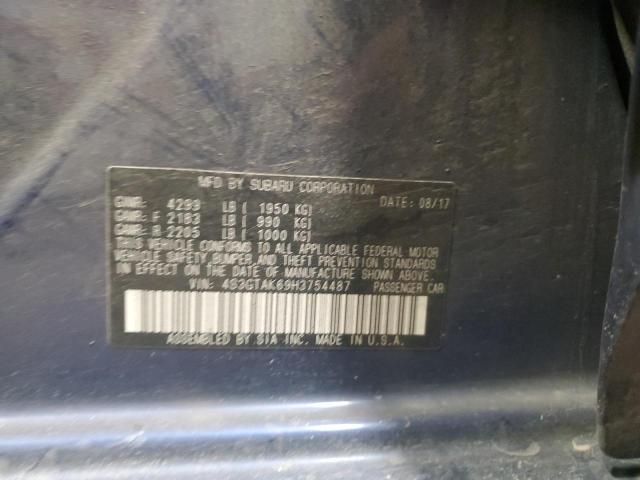 MFD BY SUBARU CORPORATION
GVWR: 4299 LB ( 1950 KG) DATE: 08/17
GAWR: F 2183 LB ( 990 KG)
GAWR: R 2205 LB ( 1000 KG)
THIS VEHICLE CONFORMS TO ALL APPLICABLE FEDERAL MOTOR
VEHICLE SAFETY, BUMPER, AND THEFT PREVENTION STANDARDS
IN EFFECT ON THE DATE OF MANUFACTURE SHOWN ABOVE.
VIN: 4S3GTAK69H3754487 PASSENGER CAR
ASSEMBLED BY SIA INC. MADE IN U.S.A.